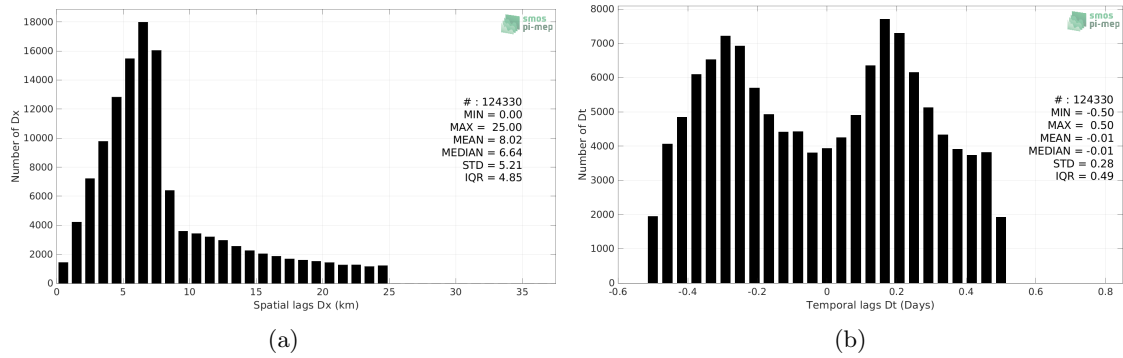 18000
16000
14000
12000
10000
8000
6000
4000
2000
0
Number of Dx
0 5 10 15 20 25 30 35
Spatial lags Dx (km)
smos
pi-mep
# : 124330
MIN = 0.00
MAX = 25.00
MEAN = 8.02
MEDIAN = 6.64
STD = 5.21
IQR = 4.85
(a)
8000
7000
6000
5000
4000
3000
2000
1000
0
Number of Dt
-0.6 -0.4 -0.2 0 0.2 0.4 0.6 0.8
Temporal lags Dt (Days)
smos
pi-mep
# : 124330
MIN = -0.50
MAX = 0.50
MEAN = -0.01
MEDIAN = -0.01
STD = 0.28
IQR = 0.49
(b)